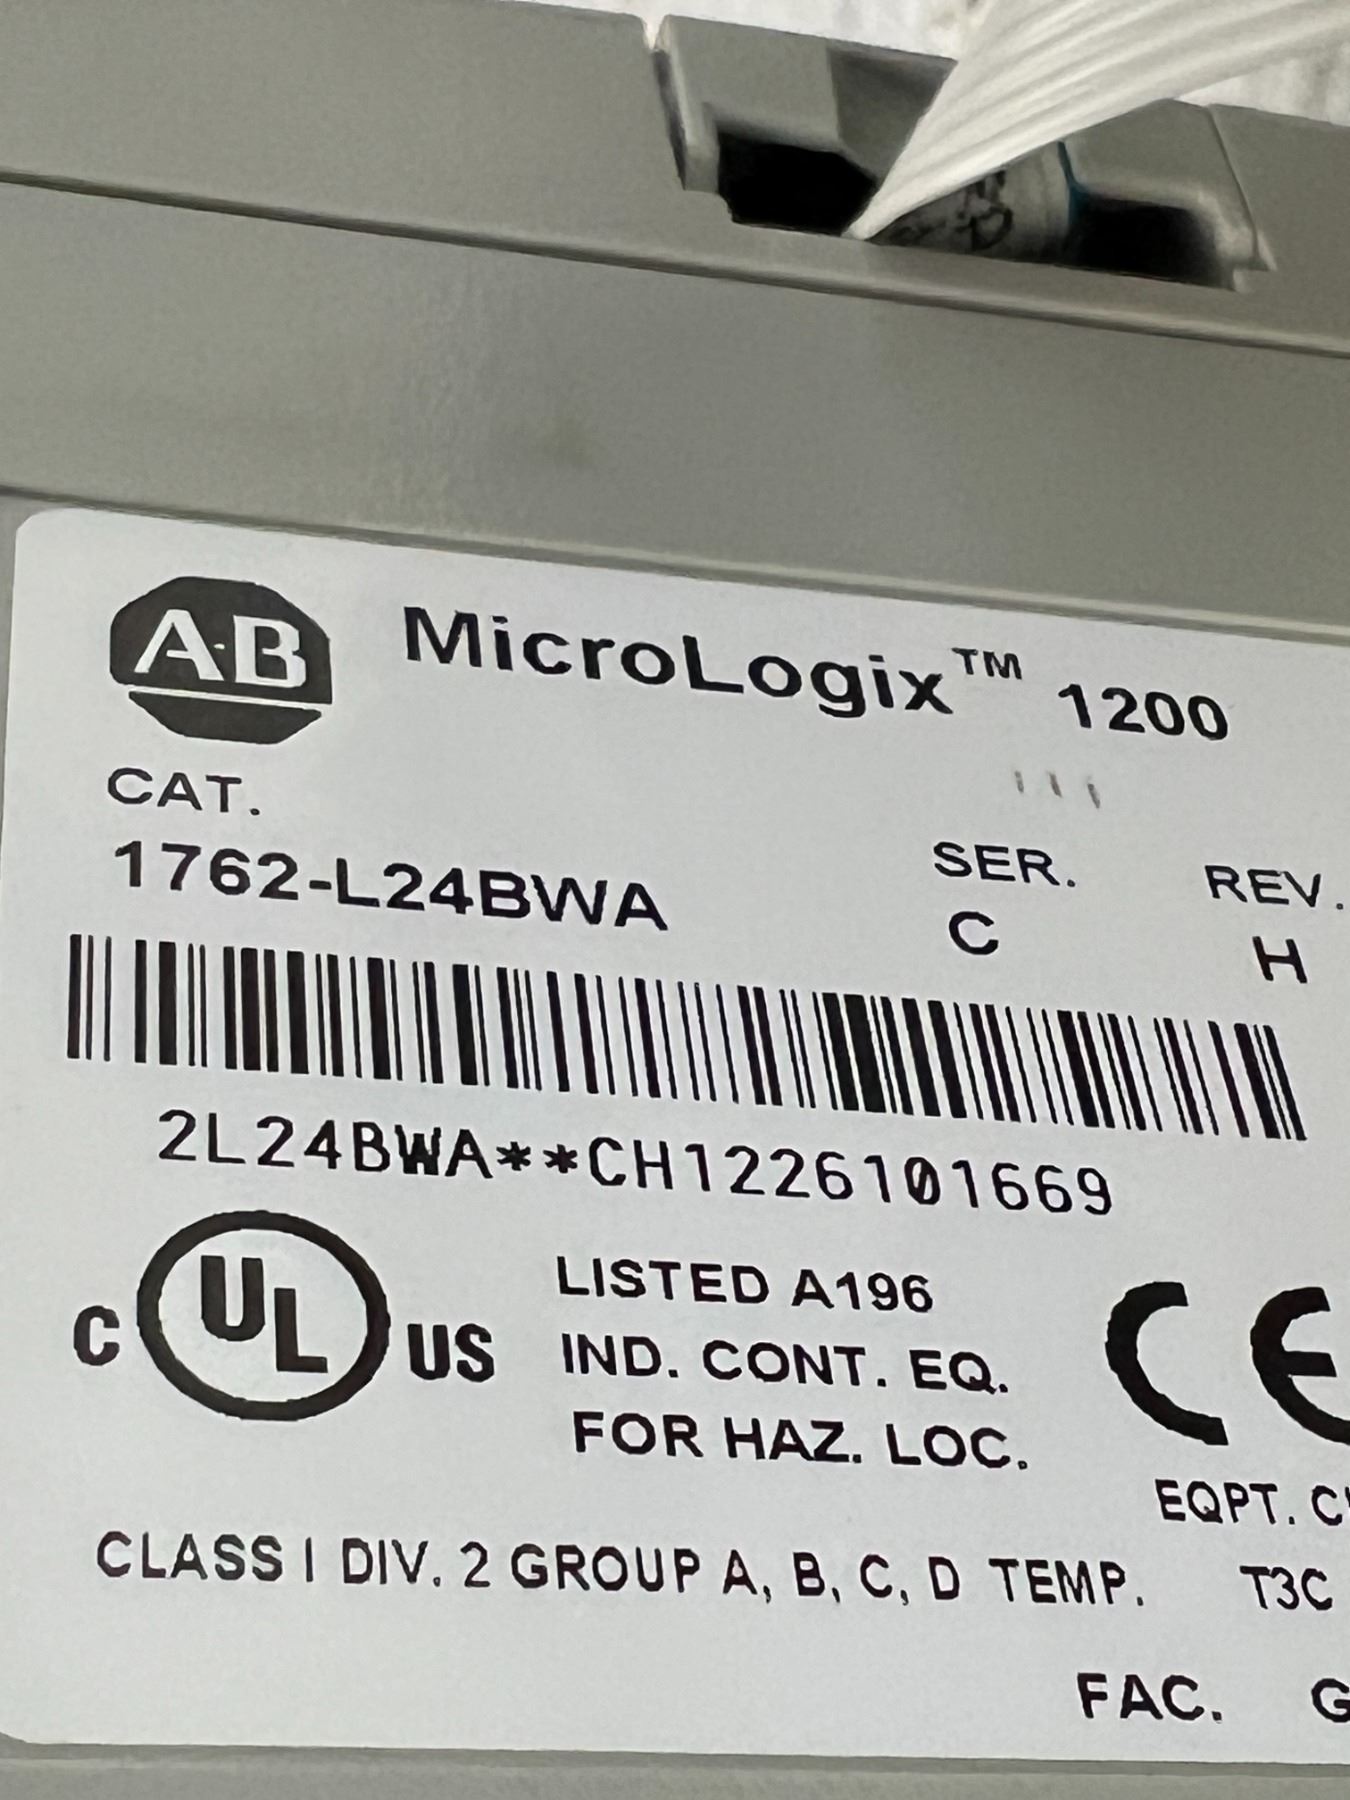 A·B
MicroLogix™ 1200
CAT.
1762-L24BWA
SER.
C
REV.
H
2L24BWA**CH1226101669
C UL US
LISTED A196
IND. CONT. EQ.
FOR HAZ. LOC.
CE
EQPT.
CLASS I DIV. 2 GROUP A, B, C, D TEMP. T3C
FAC. G